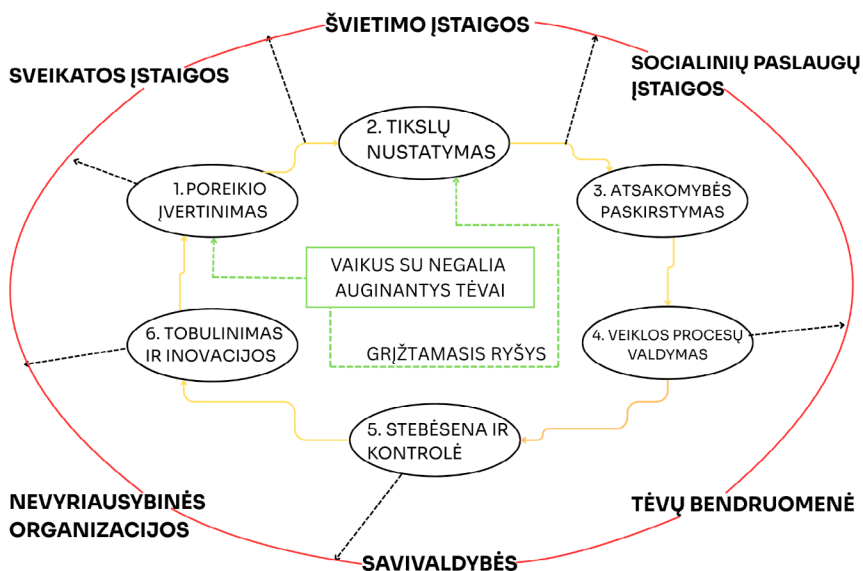 ŠVIETIMO ĮSTAIGOS
SVEIKATOS ĮSTAIGOS
SOCIALINIŲ PASLAUGŲ
ĮSTAIGOS
2. TIKSLŲ
NUSTATYMAS
1.POREIKIO
ĮVERTINIMAS
3. ATSAKOMYBĖS
PASKIRSTYMAS
VAIKUS SU NEGALIA
AUGINANTYS TĖVAI
6. TOBULINIMAS
IR INOVACIJOS
GRĮŽTAMASIS RYŠYS
4. VEIKLOS PROCESŲ
VALDYMAS
5. STEBĖSENA IR
KONTROLĖ
NEVYRIAUSYBINĖS
ORGANIZACIJOS
TĖVŲ BENDRUOMENĖ
SAVIVALDYBĖS